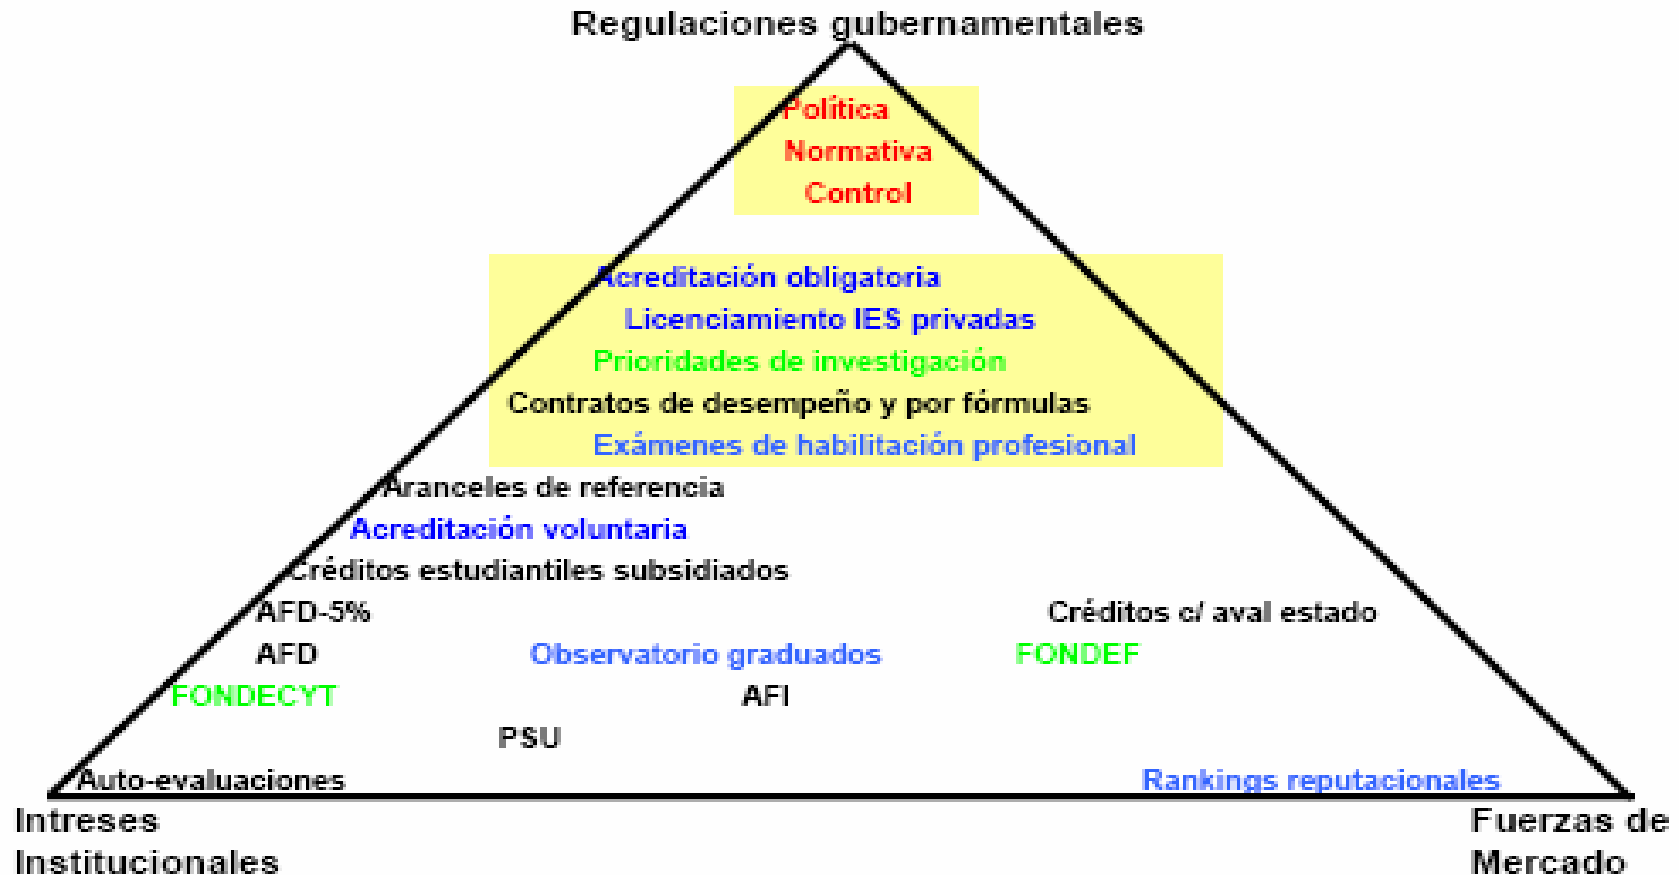 Regulaciones gubernamentales
Política
Normativa
Control
Acreditación obligatoria
Licenciamiento IES privadas
Prioridades de investigación
Contratos de desempeño y por fórmulas
Exámenes de habilitación profesional
Aranceles de referencia
Acreditación voluntaria
Créditos estudiantiles subsidiados
AFD-5% Créditos c/ aval estado
AFD Observatorio graduados FONDEF
FONDECYT AFI
PSU
Auto-evaluaciones Rankings reputacionales
Intreses Fuerzas de
Institucionales Mercado